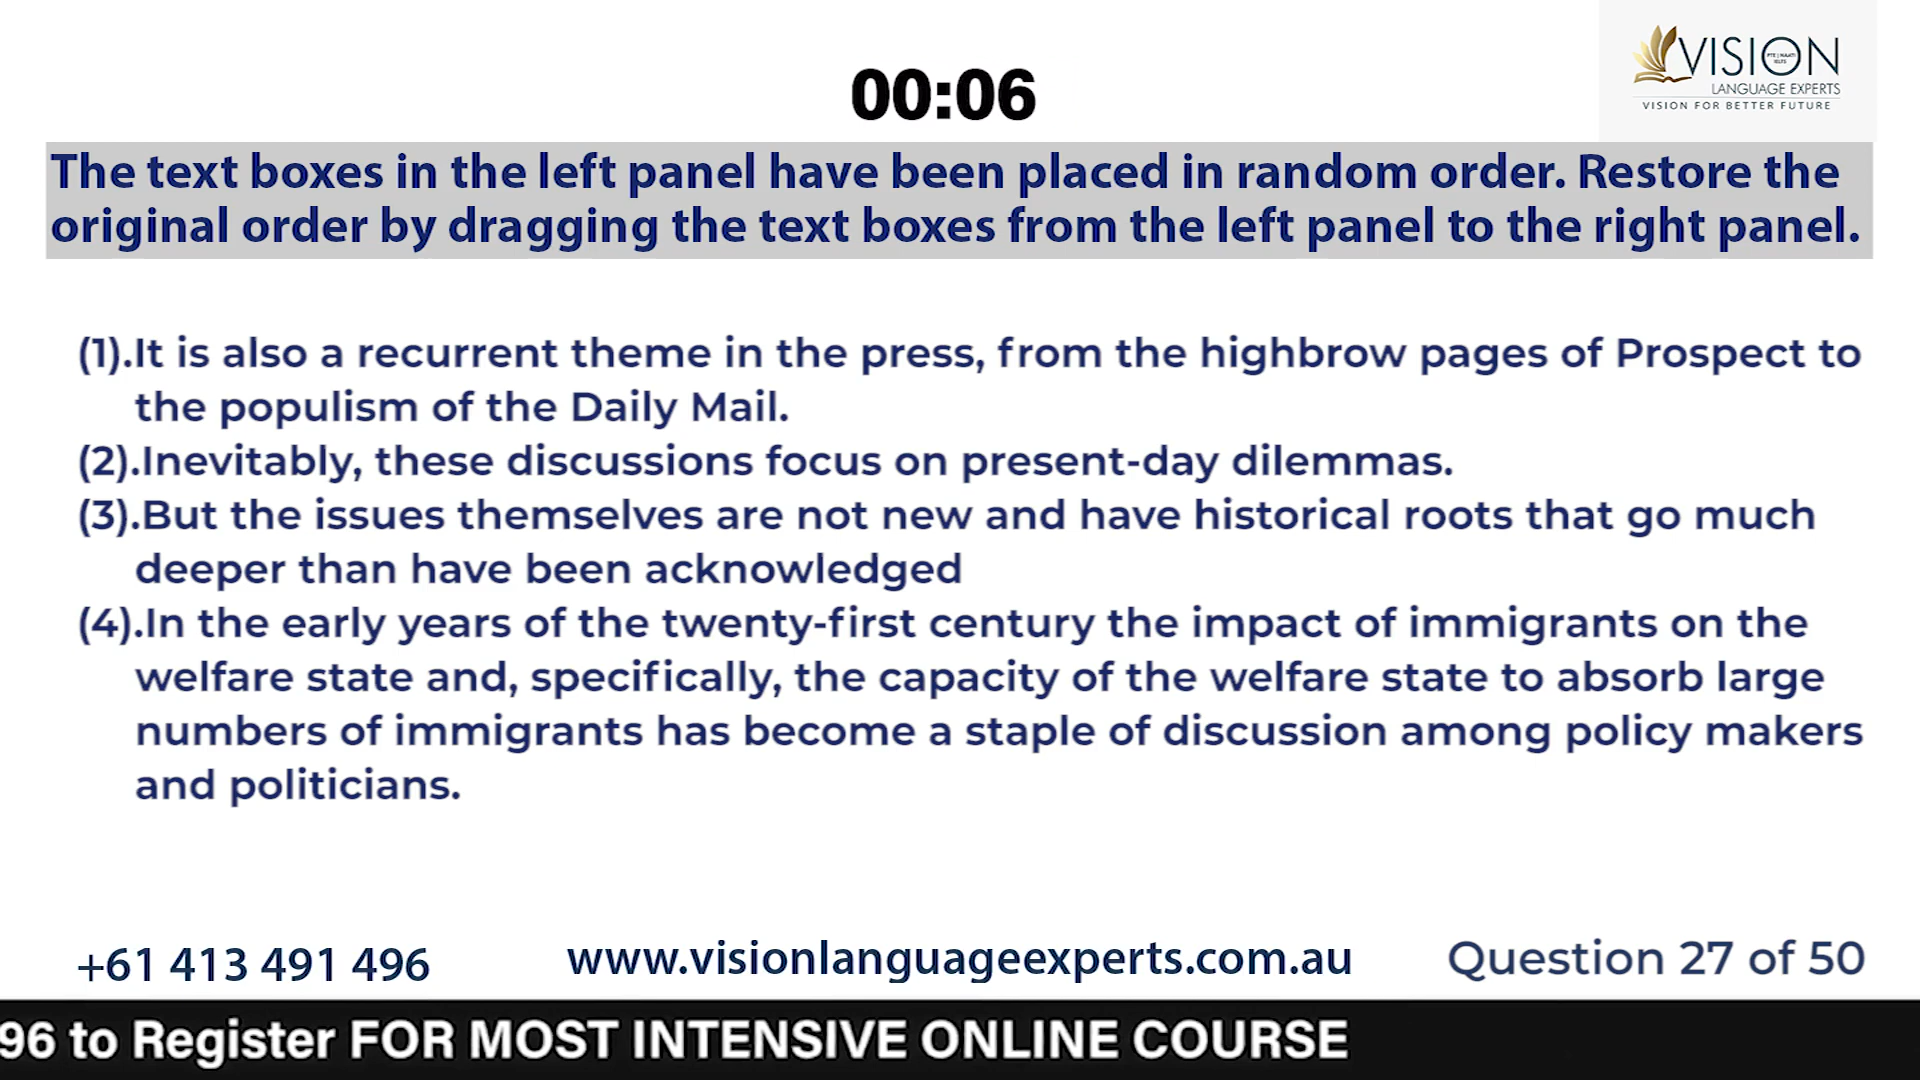 VISION
PTE | NAATI
IELTS
LANGUAGE EXPERTS
VISION FOR BETTER FUTURE
00:06
The text boxes in the left panel have been placed in random order. Restore the
original order by dragging the text boxes from the left panel to the right panel.
(1).It is also a recurrent theme in the press, from the highbrow pages of Prospect to
the populism of the Daily Mail.
(2).Inevitably, these discussions focus on present-day dilemmas.
(3).But the issues themselves are not new and have historical roots that go much
deeper than have been acknowledged
(4).In the early years of the twenty-first century the impact of immigrants on the
welfare state and, specifically, the capacity of the welfare state to absorb large
numbers of immigrants has become a staple of discussion among policy makers
and politicians.
+61 413 491 496
www.visionlanguageexperts.com.au
Question 27 of 50
96 to Register FOR MOST INTENSIVE ONLINE COURSE